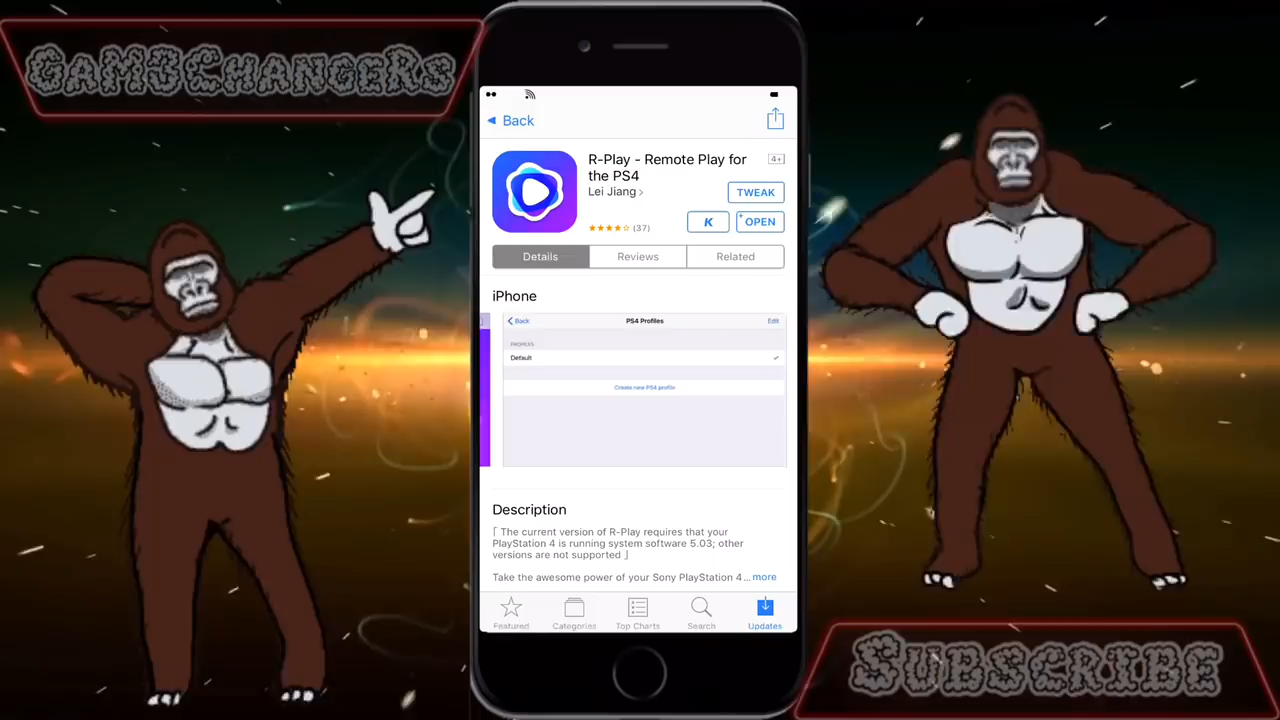 GaM3ChangeRs
Back
R-Play - Remote Play for
the PS4
4+
Lei Jiang >
TWEAK
(37)
K
+OPEN
Details
Reviews
Related
iPhone
Back
PS4 Profiles
Edit
PROFILES
Default
Create new PS4 profile
Description
⌈ The current version of R-Play requires that your
PlayStation 4 is running system software 5.03; other
versions are not supported ⌋
Take the awesome power of your Sony PlayStation 4... more
Featured
Categories
Top Charts
Search
Updates
Subscribe